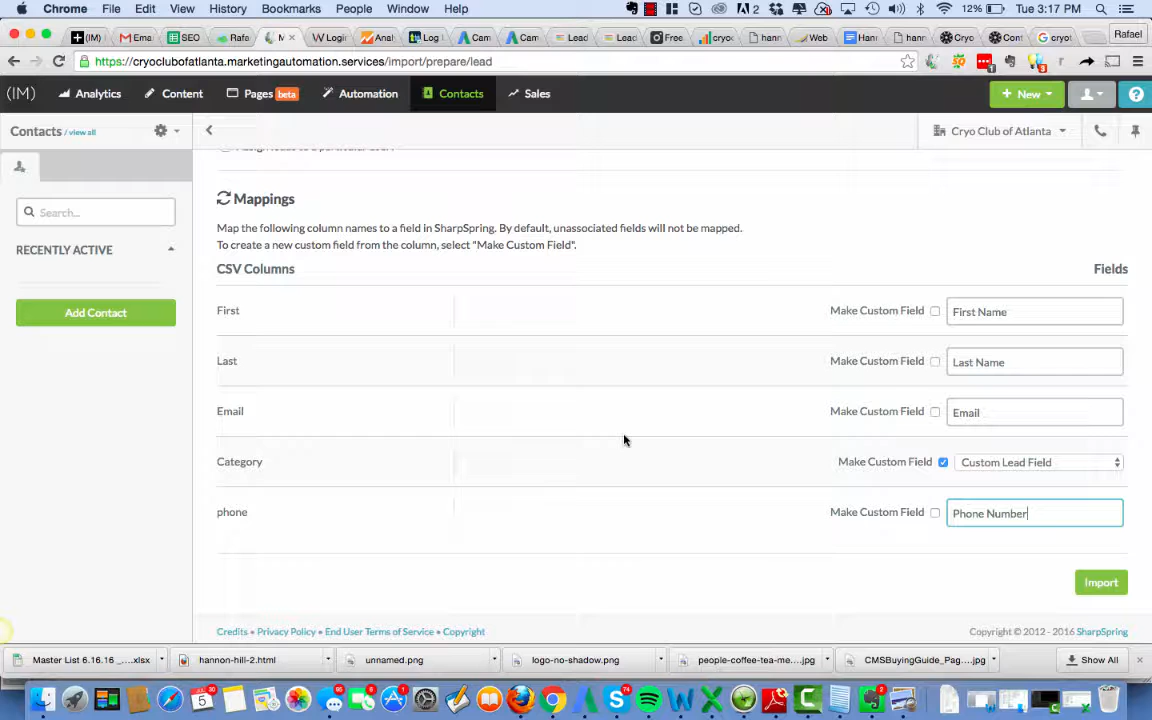 Chrome File Edit View History Bookmarks People Window Help 2 12% Tue 3:17 PM
(IM) Ema SEO Rafe M Login Anal Log Cam Cam Lead Lead Free cryo hann Web Hann hann Cryo Cont cryot Rafael
https://cryoclubofatlanta.marketingautomation.services/import/prepare/lead
(IM) Analytics Content Pages beta Automation Contacts Sales + New ?
Contacts / view all Cryo Club of Atlanta
Search...
RECENTLY ACTIVE
Add Contact
Mappings
Map the following column names to a field in SharpSpring. By default, unassociated fields will not be mapped.
To create a new custom field from the column, select "Make Custom Field".
CSV Columns Fields
First Make Custom Field First Name
Last Make Custom Field Last Name
Email Make Custom Field Email
Category Make Custom Field Custom Lead Field
phone Make Custom Field Phone Number
Import
Credits • Privacy Policy • End User Terms of Service • Copyright Copyright © 2012 - 2016 SharpSpring
Master List 6.16.16 _....xlsx hannon-hill-2.html unnamed.png logo-no-shadow.png people-coffee-tea-me....jpg CMSBuyingGuide_Pag....jpg Show All